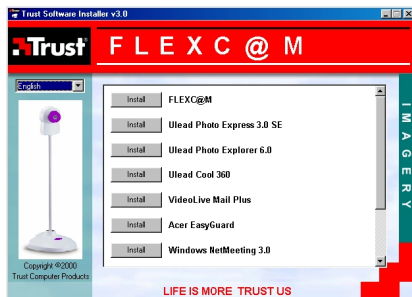 Trust Software Installer v3.0
Trust
FLEXC@M
English
Install FLEXC@M
Install Ulead Photo Express 3.0 SE
Install Ulead Photo Explorer 6.0
Install Ulead Cool 360
Install VideoLive Mail Plus
Install Acer EasyGuard
Install Windows NetMeeting 3.0
IMAGERY
Copyright ©2000
Trust Computer Products
LIFE IS MORE TRUST US